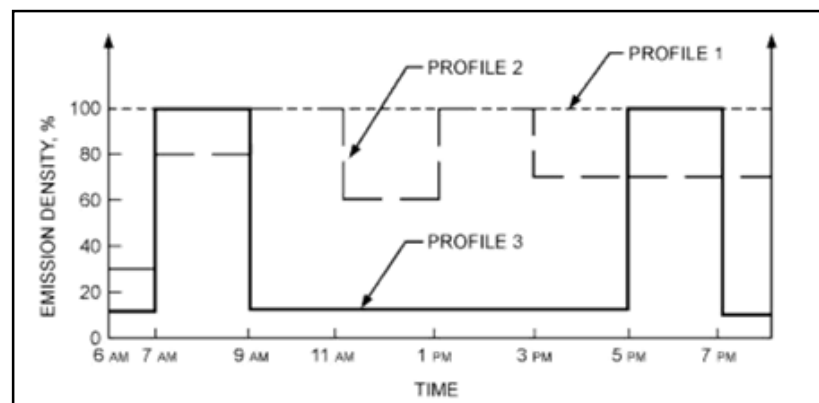 PROFILE 1
PROFILE 2
EMISSION DENSITY, %
100
80
60
40
20
0
PROFILE 3
6 AM 7 AM 9 AM 11 AM 1 PM 3 PM 5 PM 7 PM
TIME